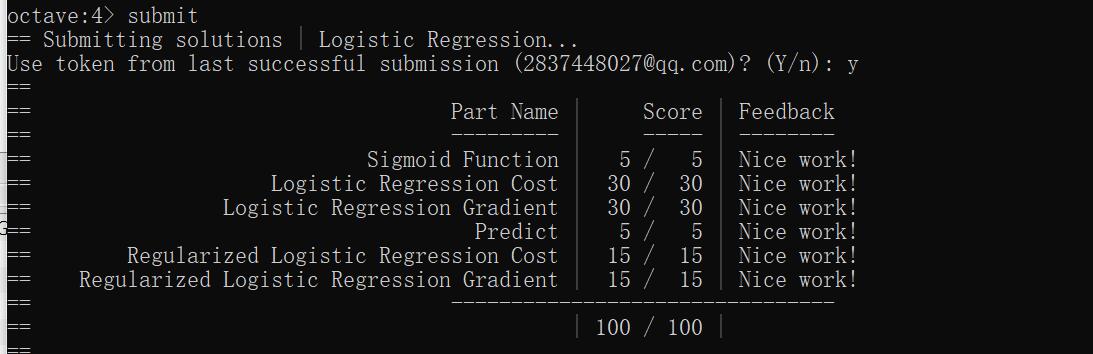 octave:4> submit
== Submitting solutions | Logistic Regression...
Use token from last successful submission (2837448027@qq.com)? (Y/n): y
==
== Part Name | Score | Feedback
== --------- | ----- | --------
== Sigmoid Function | 5 / 5 | Nice work!
== Logistic Regression Cost | 30 / 30 | Nice work!
== Logistic Regression Gradient | 30 / 30 | Nice work!
== Predict | 5 / 5 | Nice work!
== Regularized Logistic Regression Cost | 15 / 15 | Nice work!
== Regularized Logistic Regression Gradient | 15 / 15 | Nice work!
== --------------------------------
== | 100 / 100 |
==